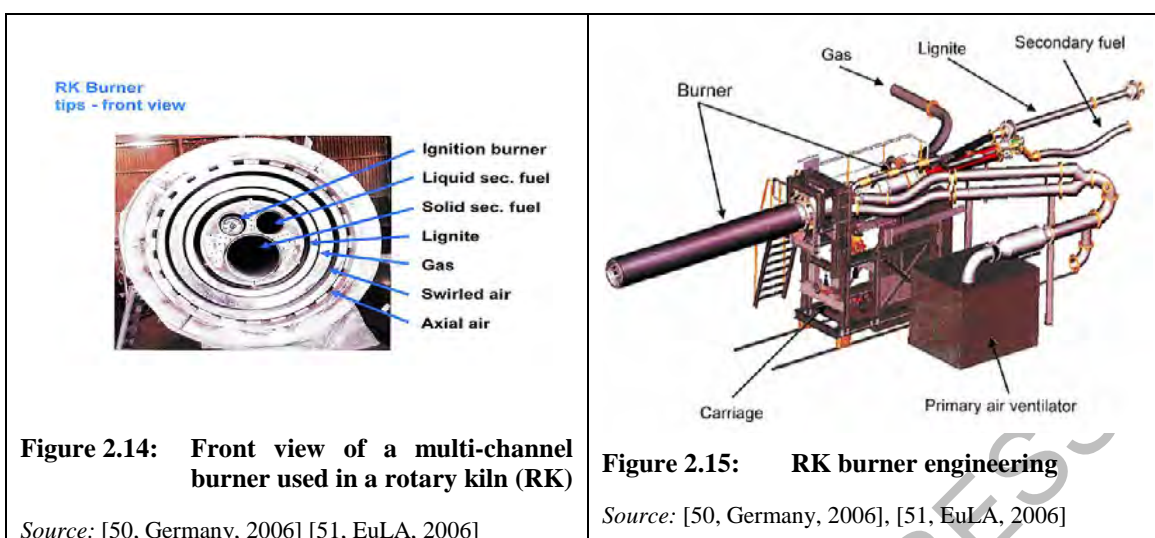 RK Burner
tips - front view
Ignition burner
Liquid sec. fuel
Solid sec. fuel
Lignite
Gas
Swirled air
Axial air
Figure 2.14: Front view of a multi-channel
burner used in a rotary kiln (RK)
Source: [50, Germany, 2006] [51, EuLA, 2006]
Gas
Lignite
Secondary fuel
Burner
Carriage
Primary air ventilator
Figure 2.15: RK burner engineering
Source: [50, Germany, 2006], [51, EuLA, 2006]